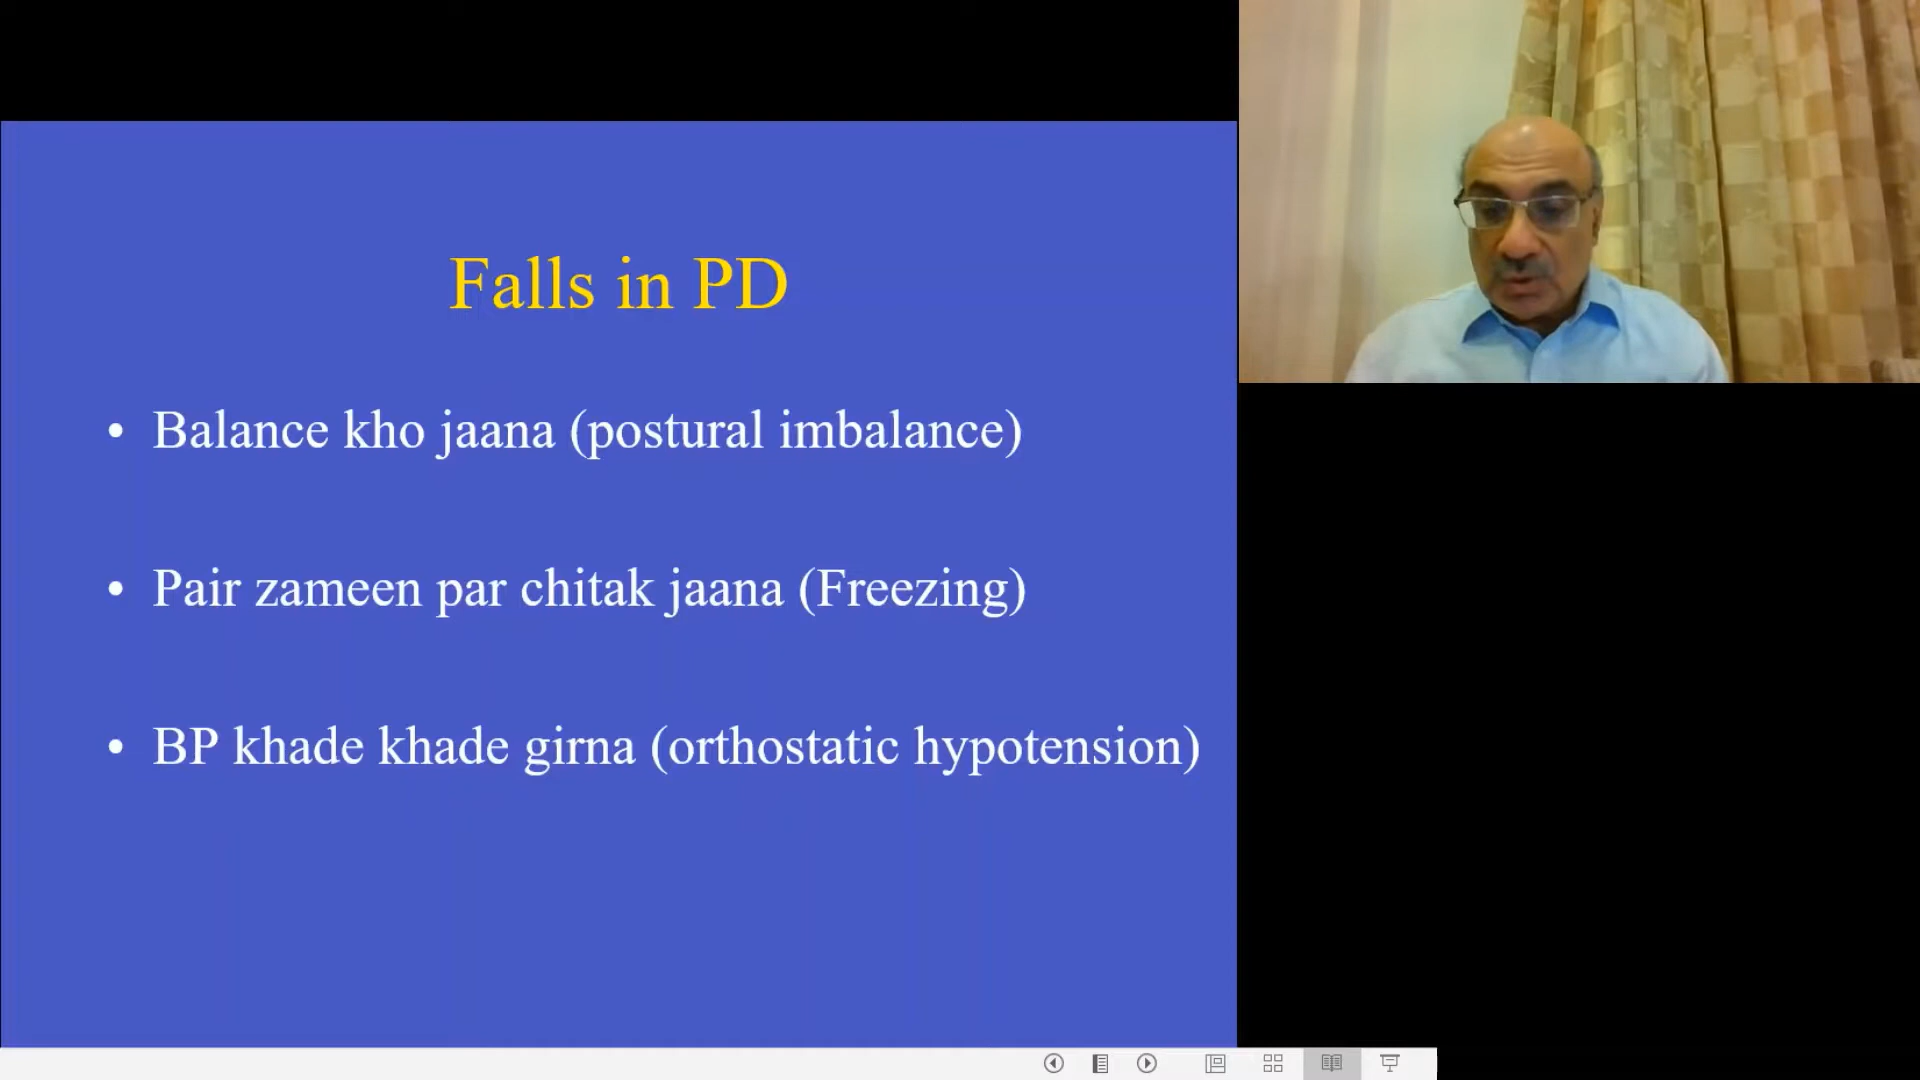 Falls in PD
• Balance kho jaana (postural imbalance)
• Pair zameen par chitak jaana (Freezing)
• BP khade khade girna (orthostatic hypotension)